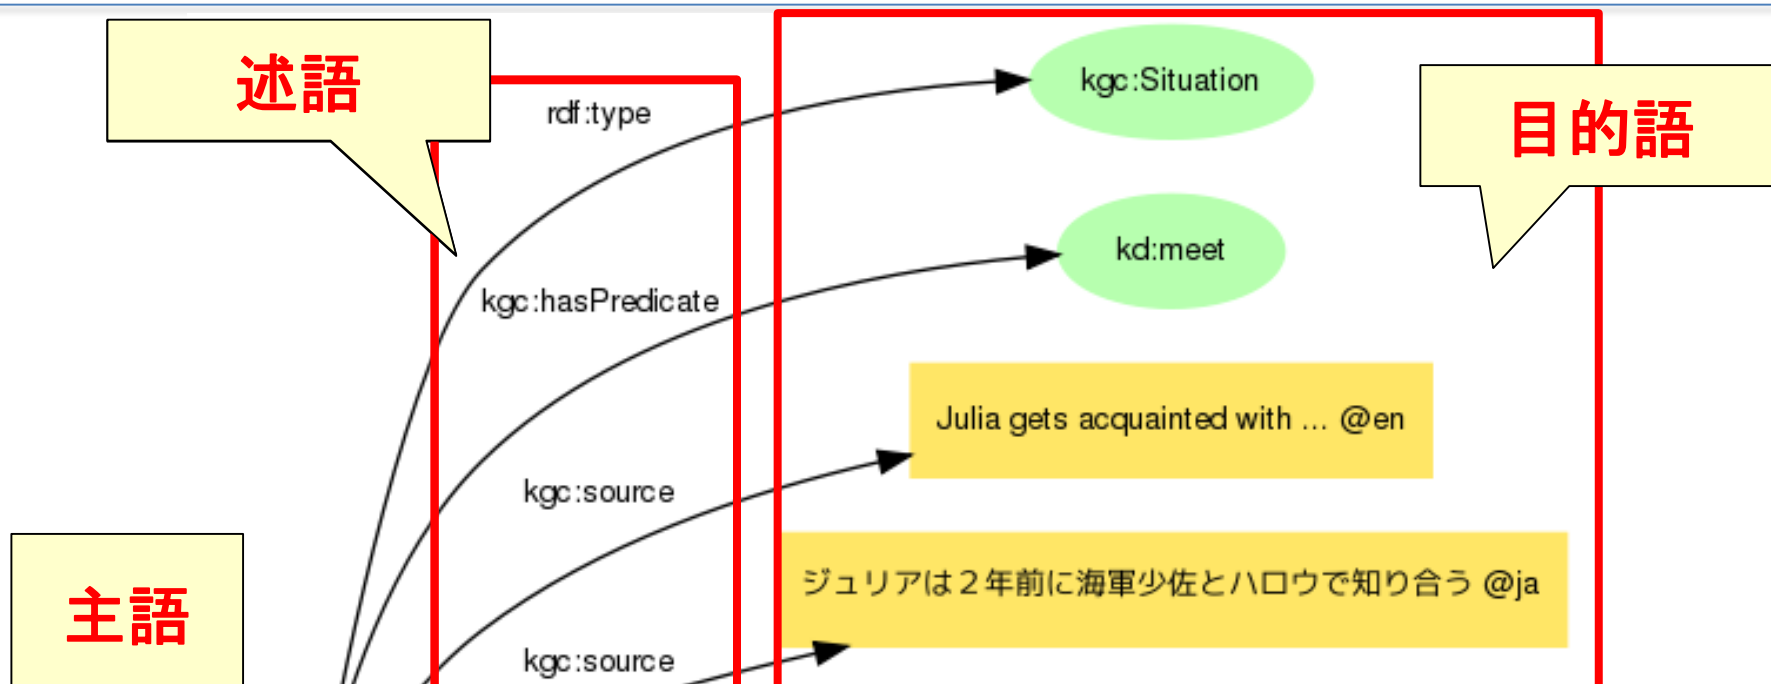 述語
rdf:type
kgc:Situation
目的語
kgc:hasPredicate
kd:meet
kgc:source
Julia gets acquainted with ... @en
主語
kgc:source
ジュリアは２年前に海軍少佐とハロウで知り合う @ja